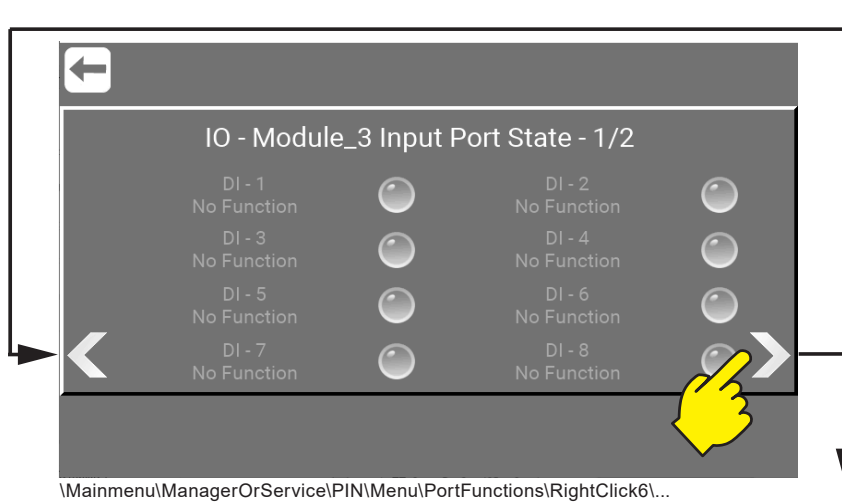 IO - Module_3 Input Port State - 1/2
DI - 1
No Function
DI - 2
No Function
DI - 3
No Function
DI - 4
No Function
DI - 5
No Function
DI - 6
No Function
DI - 7
No Function
DI - 8
No Function
\Mainmenu\ManagerOrService\PIN\Menu\PortFunctions\RightClick6\...